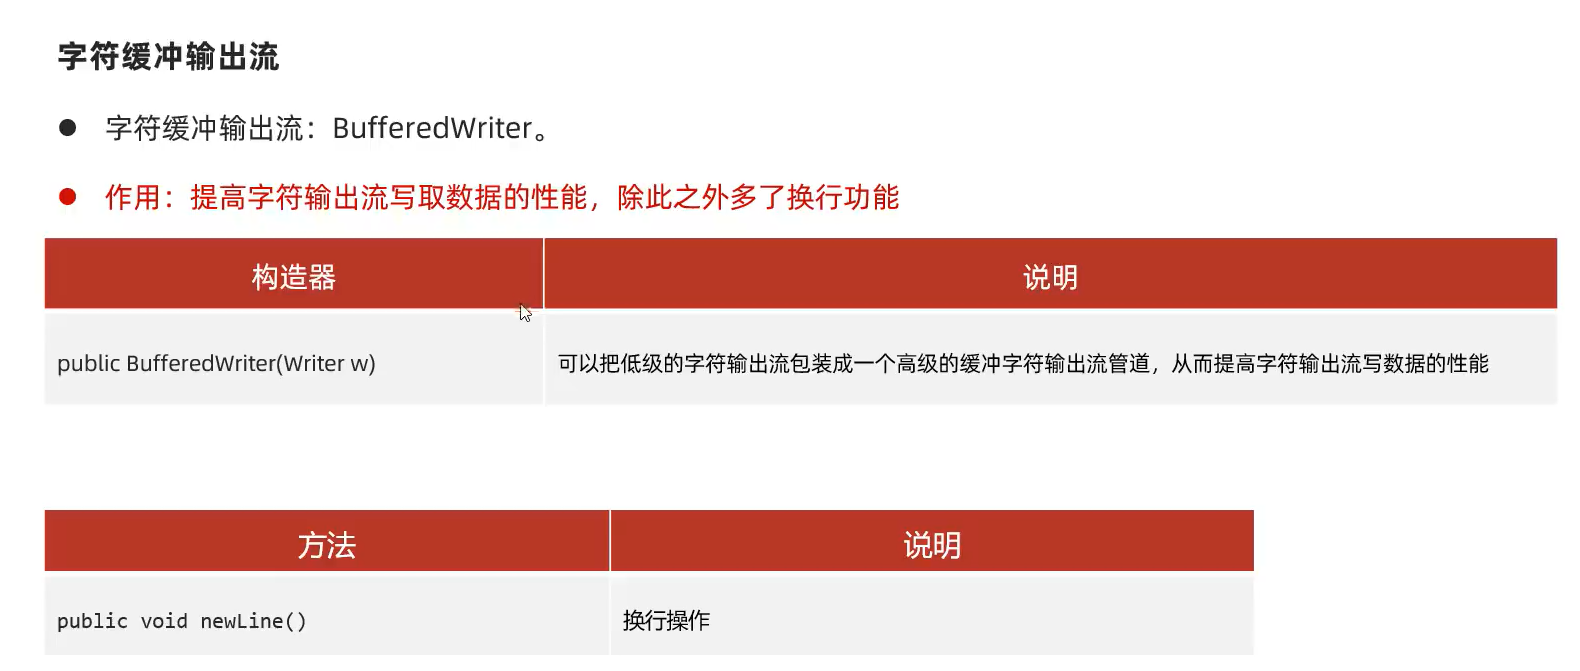 字符缓冲输出流
字符缓冲输出流：BufferedWriter。
作用：提高字符输出流写取数据的性能，除此之外多了换行功能
构造器 说明
public BufferedWriter(Writer w) 可以把低级的字符输出流包装成一个高级的缓冲字符输出流管道，从而提高字符输出流写数据的性能
方法 说明
public void newLine() 换行操作